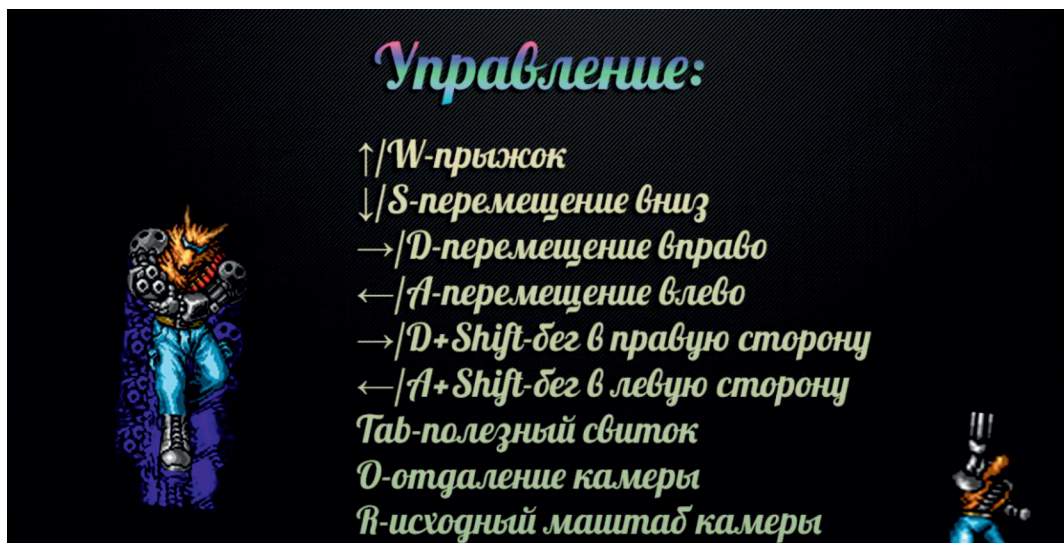 Управление:
↑/W-прыжок
↓/S-перемещение вниз
→/D-перемещение вправо
←/A-перемещение влево
→/D+Shift-бег в правую сторону
←/A+Shift-бег в левую сторону
Tab-полезный свиток
O-отдаление камеры
R-исходный маштаб камеры